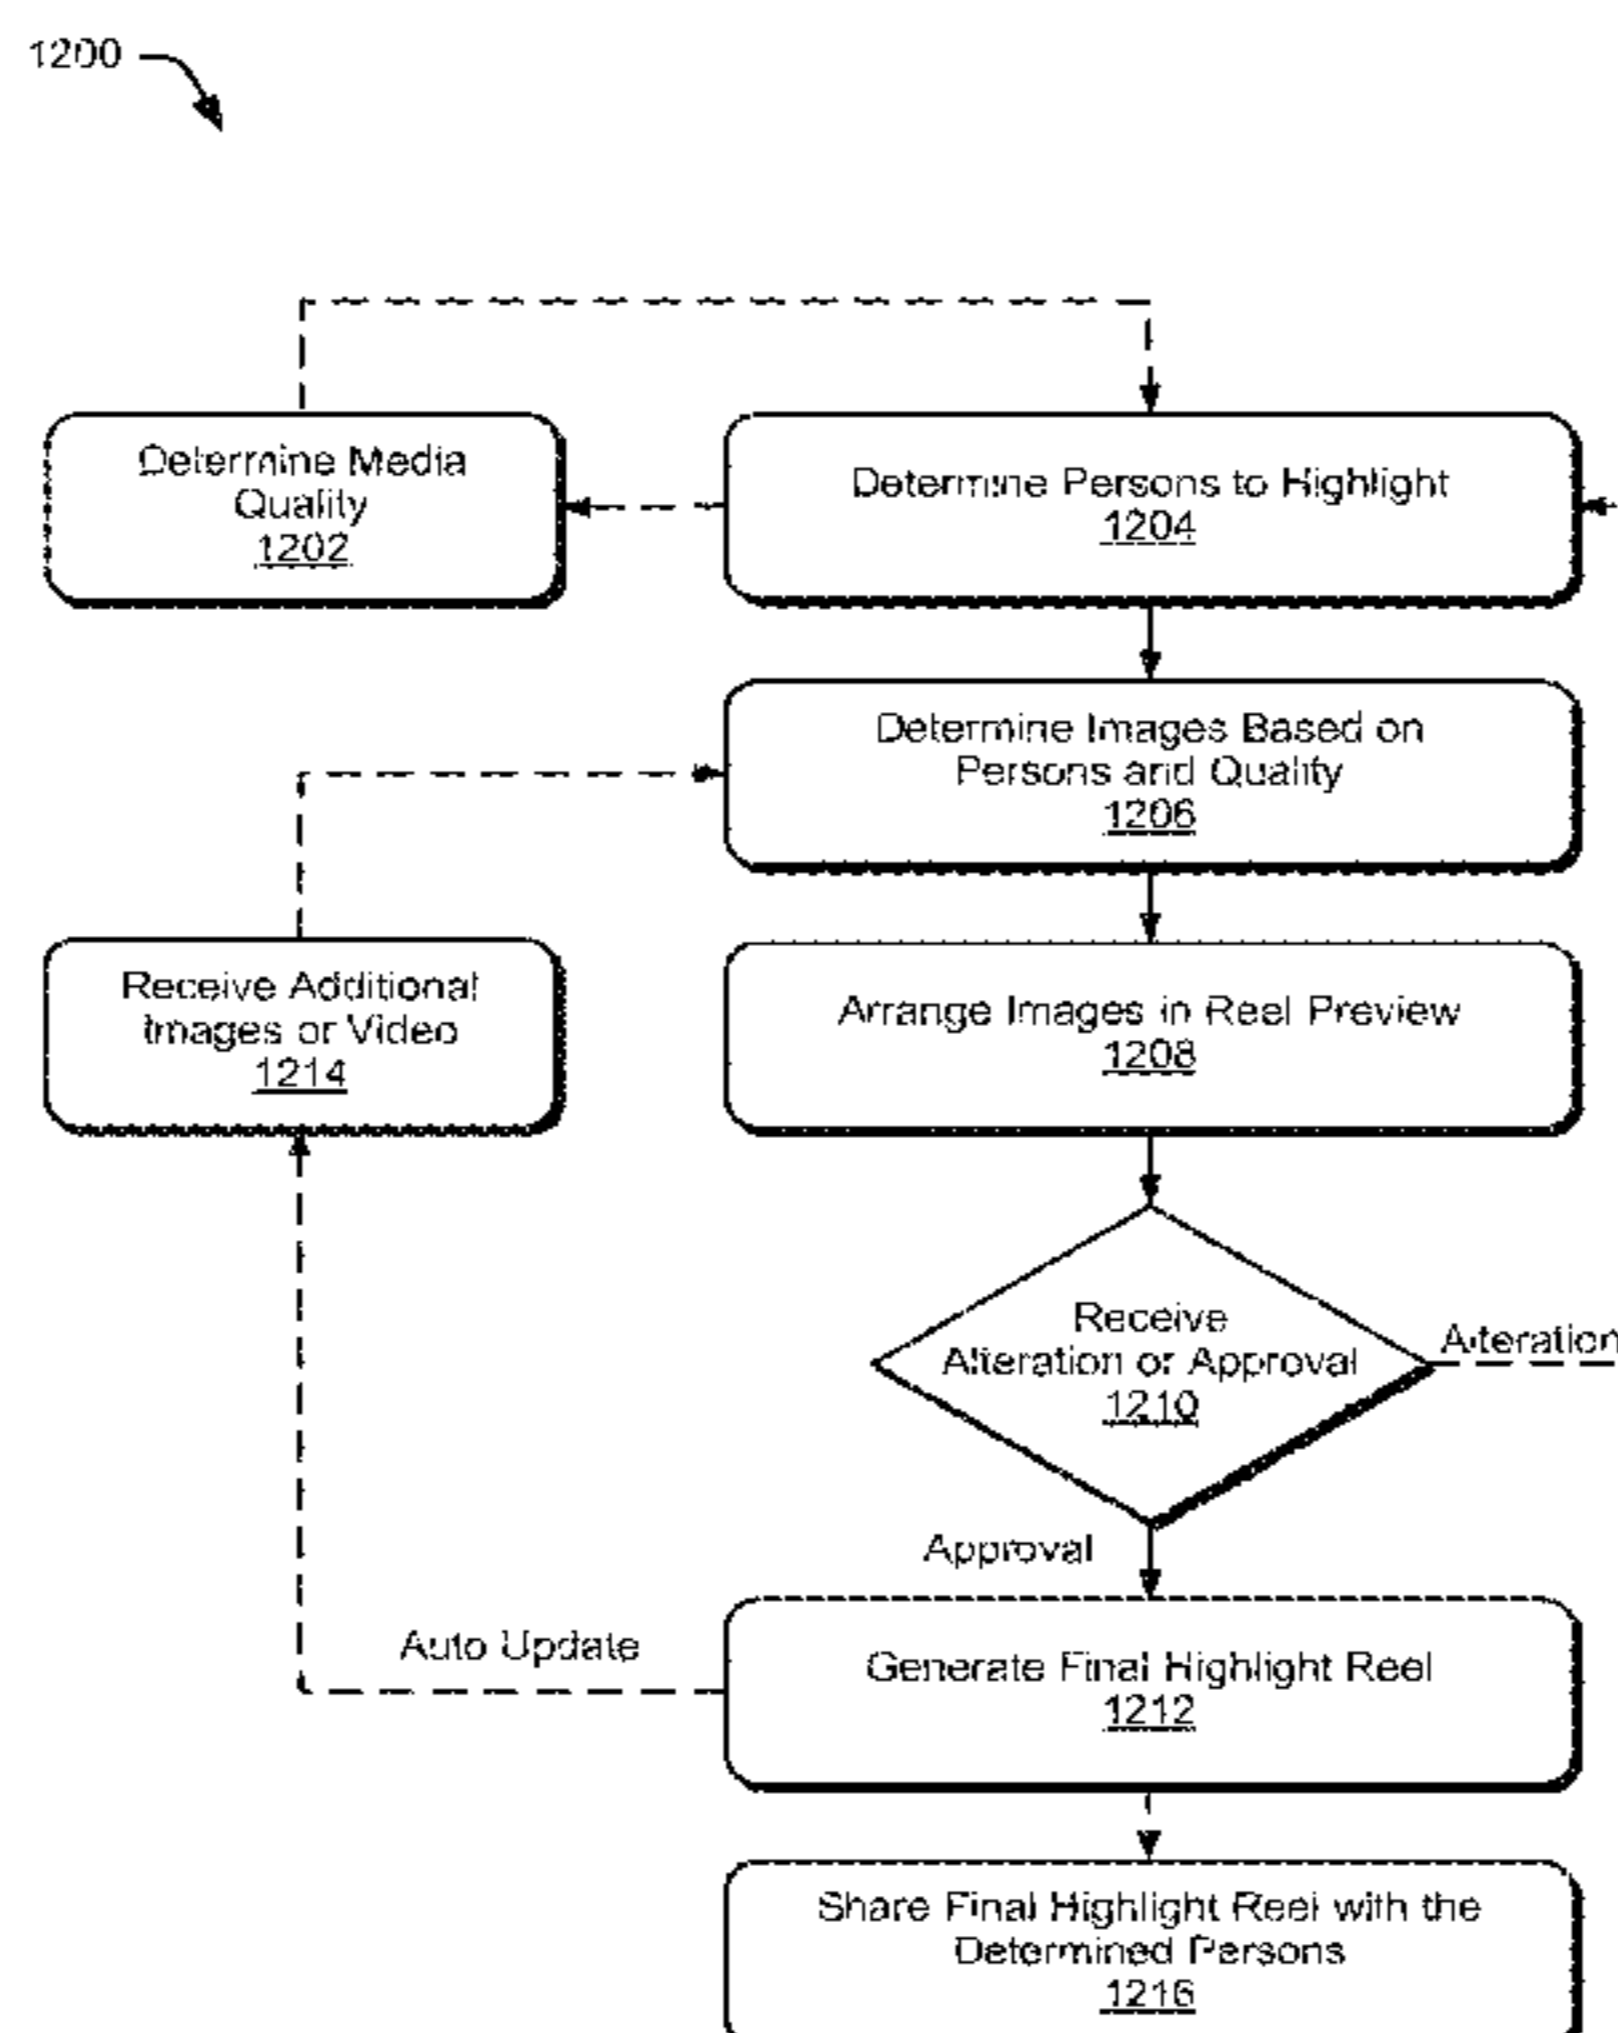 1200
Determine Media
Quality
1202
Determine Persons to Highlight
1204
Determine Images Based on
Persons and Quality
1206
Receive Additional
Images or Video
1214
Arrange Images in Reel Preview
1208
Receive
Alteration or Approval
1210
Alteration
Approval
Auto Update
Generate Final Highlight Reel
1212
Share Final Highlight Reel with the
Determined Persons
1216